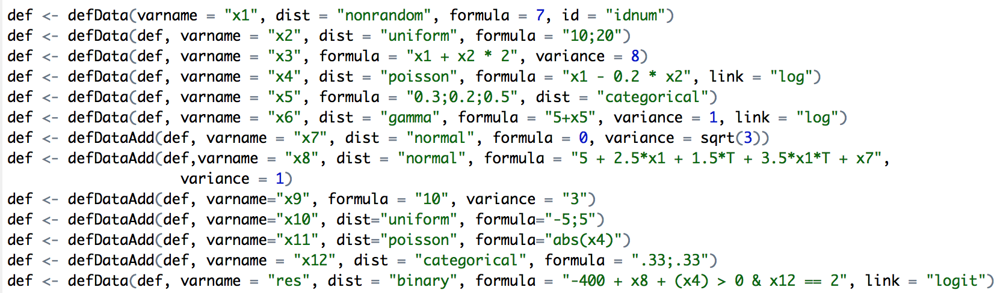 def <- defData(varname = "x1", dist = "nonrandom", formula = 7, id = "idnum")
def <- defData(def, varname = "x2", dist = "uniform", formula = "10;20")
def <- defData(def, varname = "x3", formula = "x1 + x2 * 2", variance = 8)
def <- defData(def, varname = "x4", dist = "poisson", formula = "x1 - 0.2 * x2", link = "log")
def <- defData(def, varname = "x5", formula = "0.3;0.2;0.5", dist = "categorical")
def <- defData(def, varname = "x6", dist = "gamma", formula = "5+x5", variance = 1, link = "log")
def <- defDataAdd(def, varname = "x7", dist = "normal", formula = 0, variance = sqrt(3))
def <- defDataAdd(def,varname = "x8", dist = "normal", formula = "5 + 2.5*x1 + 1.5*T + 3.5*x1*T + x7",
                    variance = 1)
def <- defDataAdd(def, varname="x9", formula = "10", variance = "3")
def <- defDataAdd(def, varname="x10", dist="uniform", formula="-5;5")
def <- defDataAdd(def, varname="x11", dist="poisson", formula="abs(x4)")
def <- defDataAdd(def, varname = "x12", dist = "categorical", formula = ".33;.33")
def <- defData(def, varname = "res", dist = "binary", formula = "-400 + x8 + (x4) > 0 & x12 == 2", link = "logit")